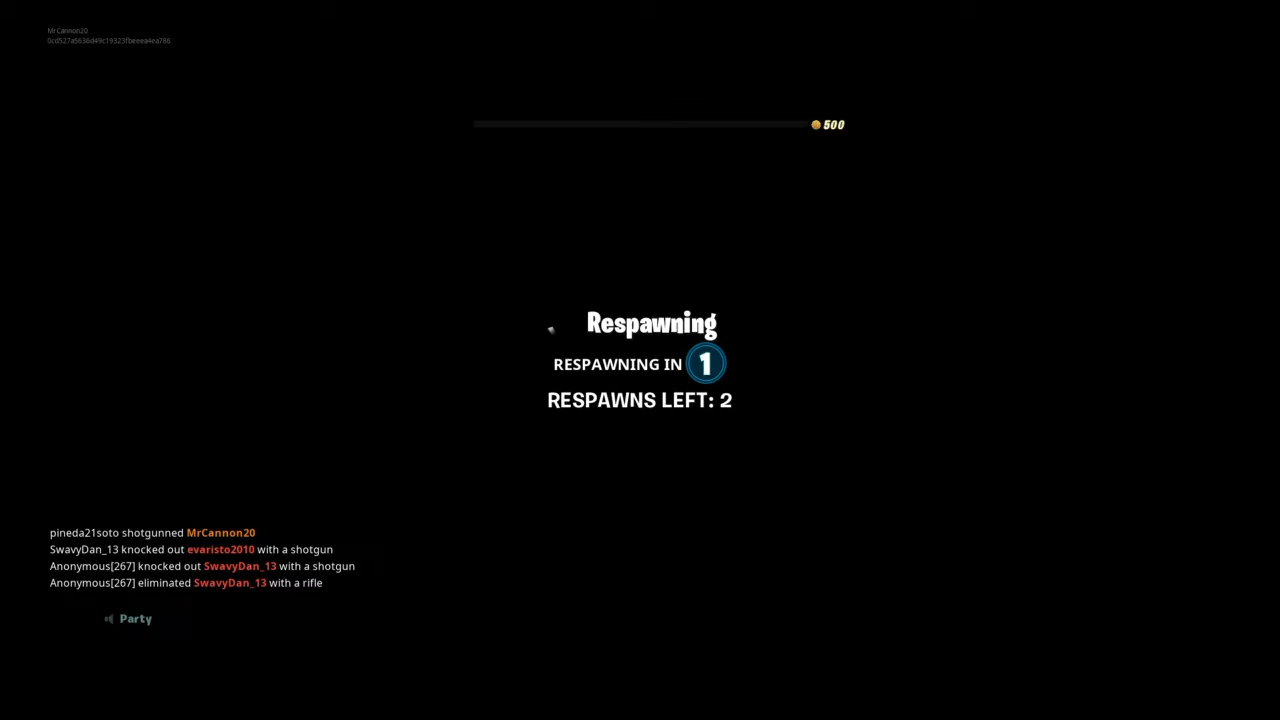 MrCannon20
500
Respawning
RESPAWNING IN 1
RESPAWNS LEFT: 2
pineda21soto shotgunned MrCannon20
SwavyDan_13 knocked out evaristo2010 with a shotgun
Anonymous[267] knocked out SwavyDan_13 with a shotgun
Anonymous[267] eliminated SwavyDan_13 with a rifle
Party